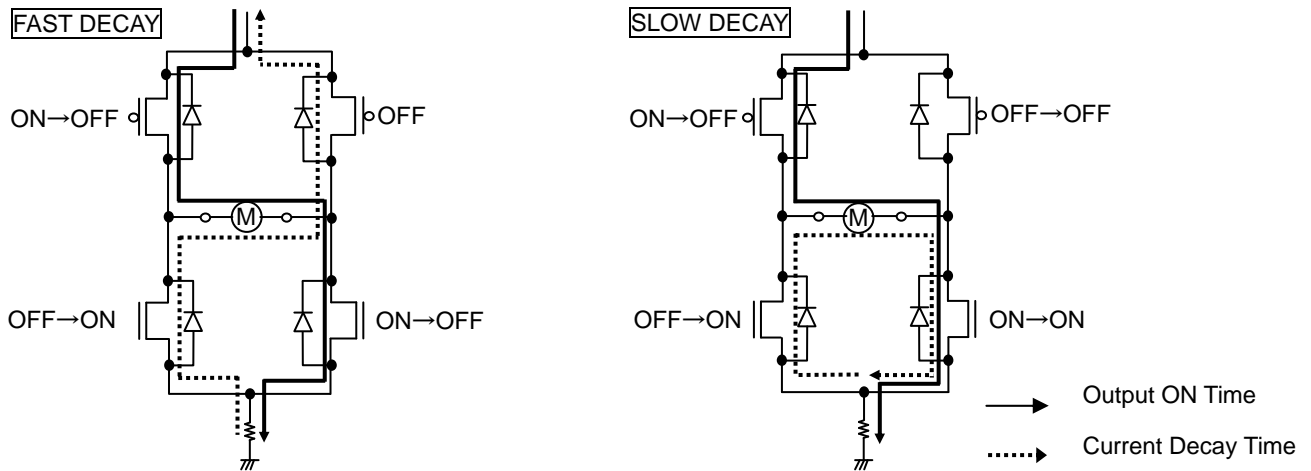 FAST DECAY
ON→OFF
OFF
M
OFF→ON
ON→OFF
SLOW DECAY
ON→OFF
OFF→OFF
M
OFF→ON
ON→ON
Output ON Time
Current Decay Time